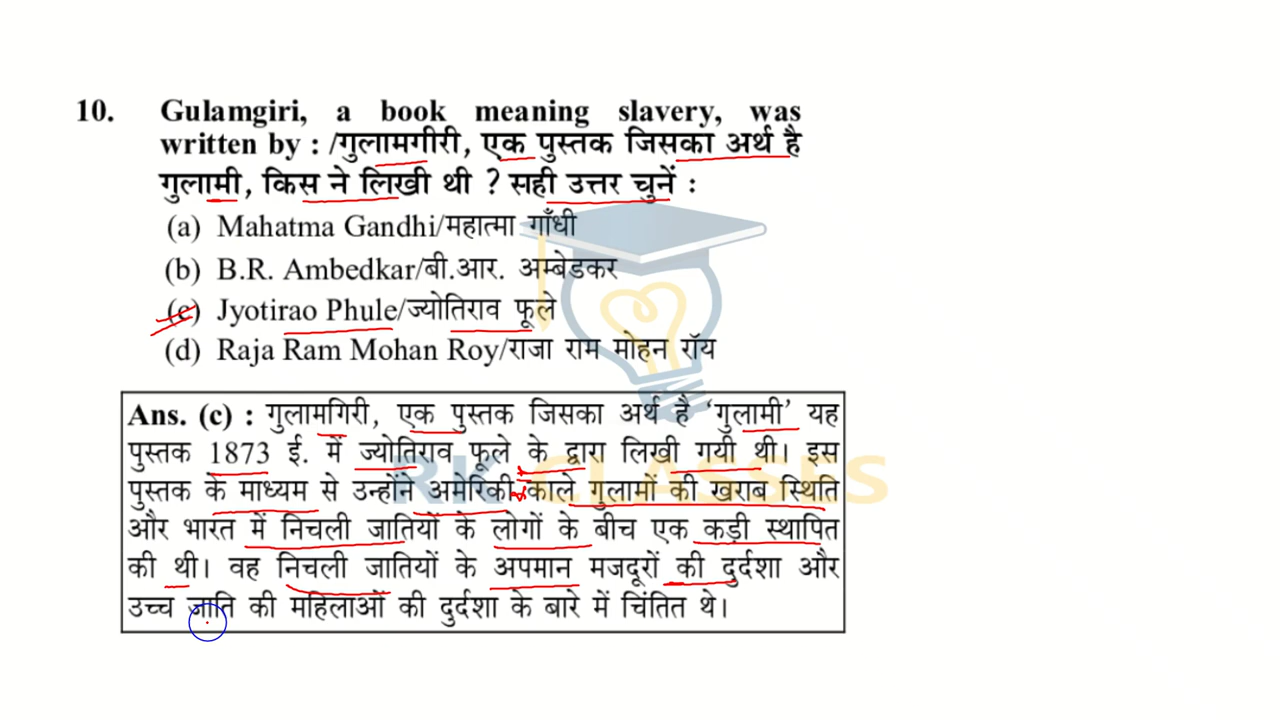 10. Gulamgiri, a book meaning slavery, was
written by : /गुलामगीरी, एक पुस्तक जिसका अर्थ है
गुलामी, किस ने लिखी थी ? सही उत्तर चुनें :
(a) Mahatma Gandhi/महात्मा गाँधी
(b) B.R. Ambedkar/बी.आर. अम्बेडकर
(c) Jyotirao Phule/ज्योतिराव फूले
(d) Raja Ram Mohan Roy/राजा राम मोहन रॉय
Ans. (c) : गुलामगिरी, एक पुस्तक जिसका अर्थ है ‘गुलामी’ यह
पुस्तक 1873 ई. में ज्योतिराव फूले के द्वारा लिखी गयी थी। इस
पुस्तक के माध्यम से उन्होंने अमेरिकी काले गुलामों की खराब स्थिति
और भारत में निचली जातियों के लोगों के बीच एक कड़ी स्थापित
की थी। वह निचली जातियों के अपमान मजदूरों की दुर्दशा और
उच्च जाति की महिलाओं की दुर्दशा के बारे में चिंतित थे।
RK CLASSES